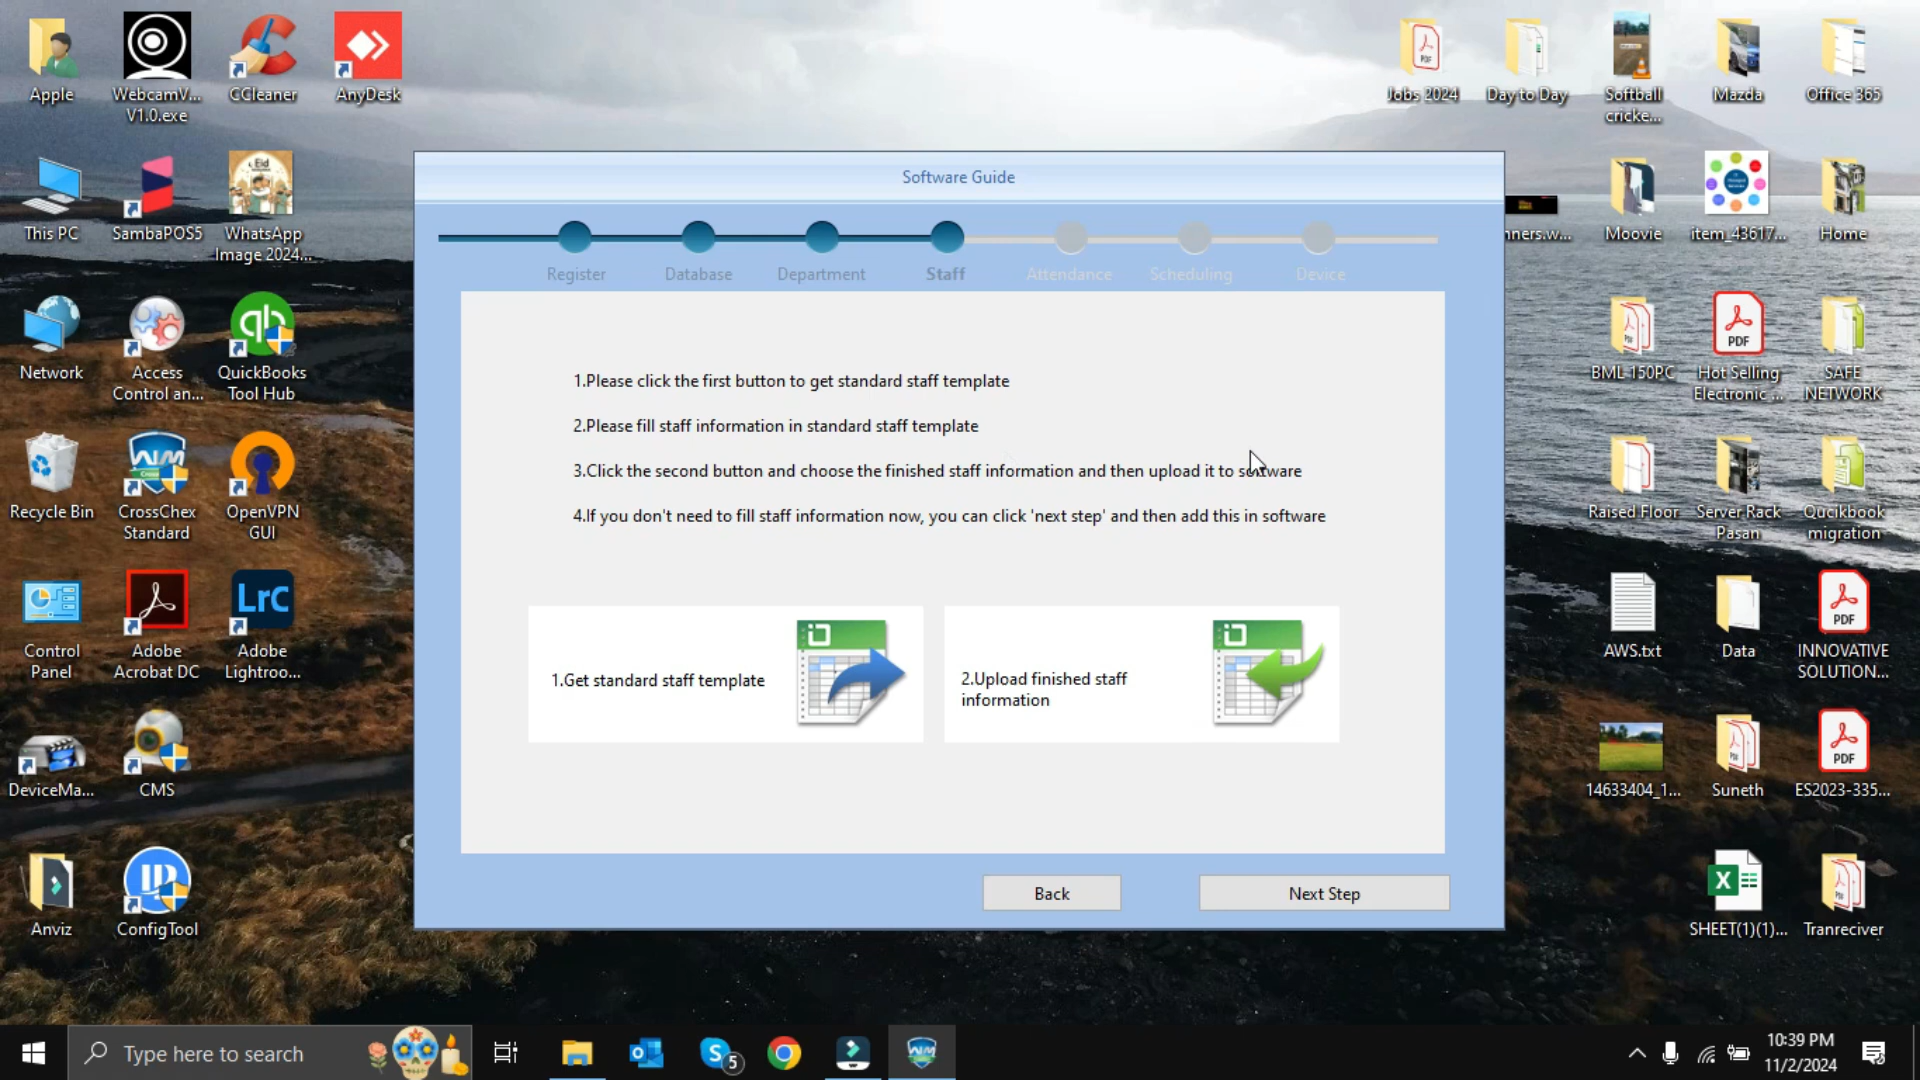 Apple
WebcamV...
V1.0.exe
CCleaner
AnyDesk
Jobs 2024
Day to Day
Softball
cricke...
Mazda
Office 365
This PC
SambaPOS5
WhatsApp
Image 2024...
nners.w...
Moovie
item_43617...
Home
Software Guide
Register
Database
Department
Staff
Attendance
Scheduling
Device
1.Please click the first button to get standard staff template
2.Please fill staff information in standard staff template
3.Click the second button and choose the finished staff information and then upload it to software
4.If you don't need to fill staff information now, you can click 'next step' and then add this in software
1.Get standard staff template
2.Upload finished staff
information
Back
Next Step
Network
Access
Control an...
QuickBooks
Tool Hub
BML 150PC
Hot Selling
Electronic ...
SAFE
NETWORK
Recycle Bin
CrossChex
Standard
OpenVPN
GUI
Raised Floor
Server Rack
Pasan
Qucikbook
migration
Control
Panel
Adobe
Acrobat DC
LrC
Adobe
Lightroo...
AWS.txt
Data
PDF
INNOVATIVE
SOLUTION...
DeviceMa...
CMS
14633404_1...
Suneth
PDF
ES2023-335...
Anviz
ConfigTool
SHEET(1)(1)...
Tranreciver
Type here to search
5
10:39 PM
11/2/2024